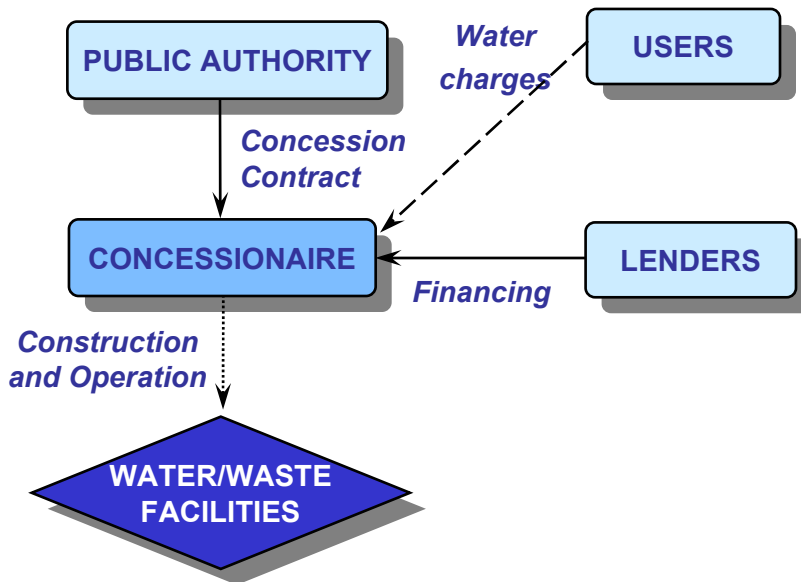 PUBLIC AUTHORITY
Water
charges
USERS
Concession
Contract
CONCESSIONAIRE
Financing
LENDERS
Construction
and Operation
WATER/WASTE
FACILITIES